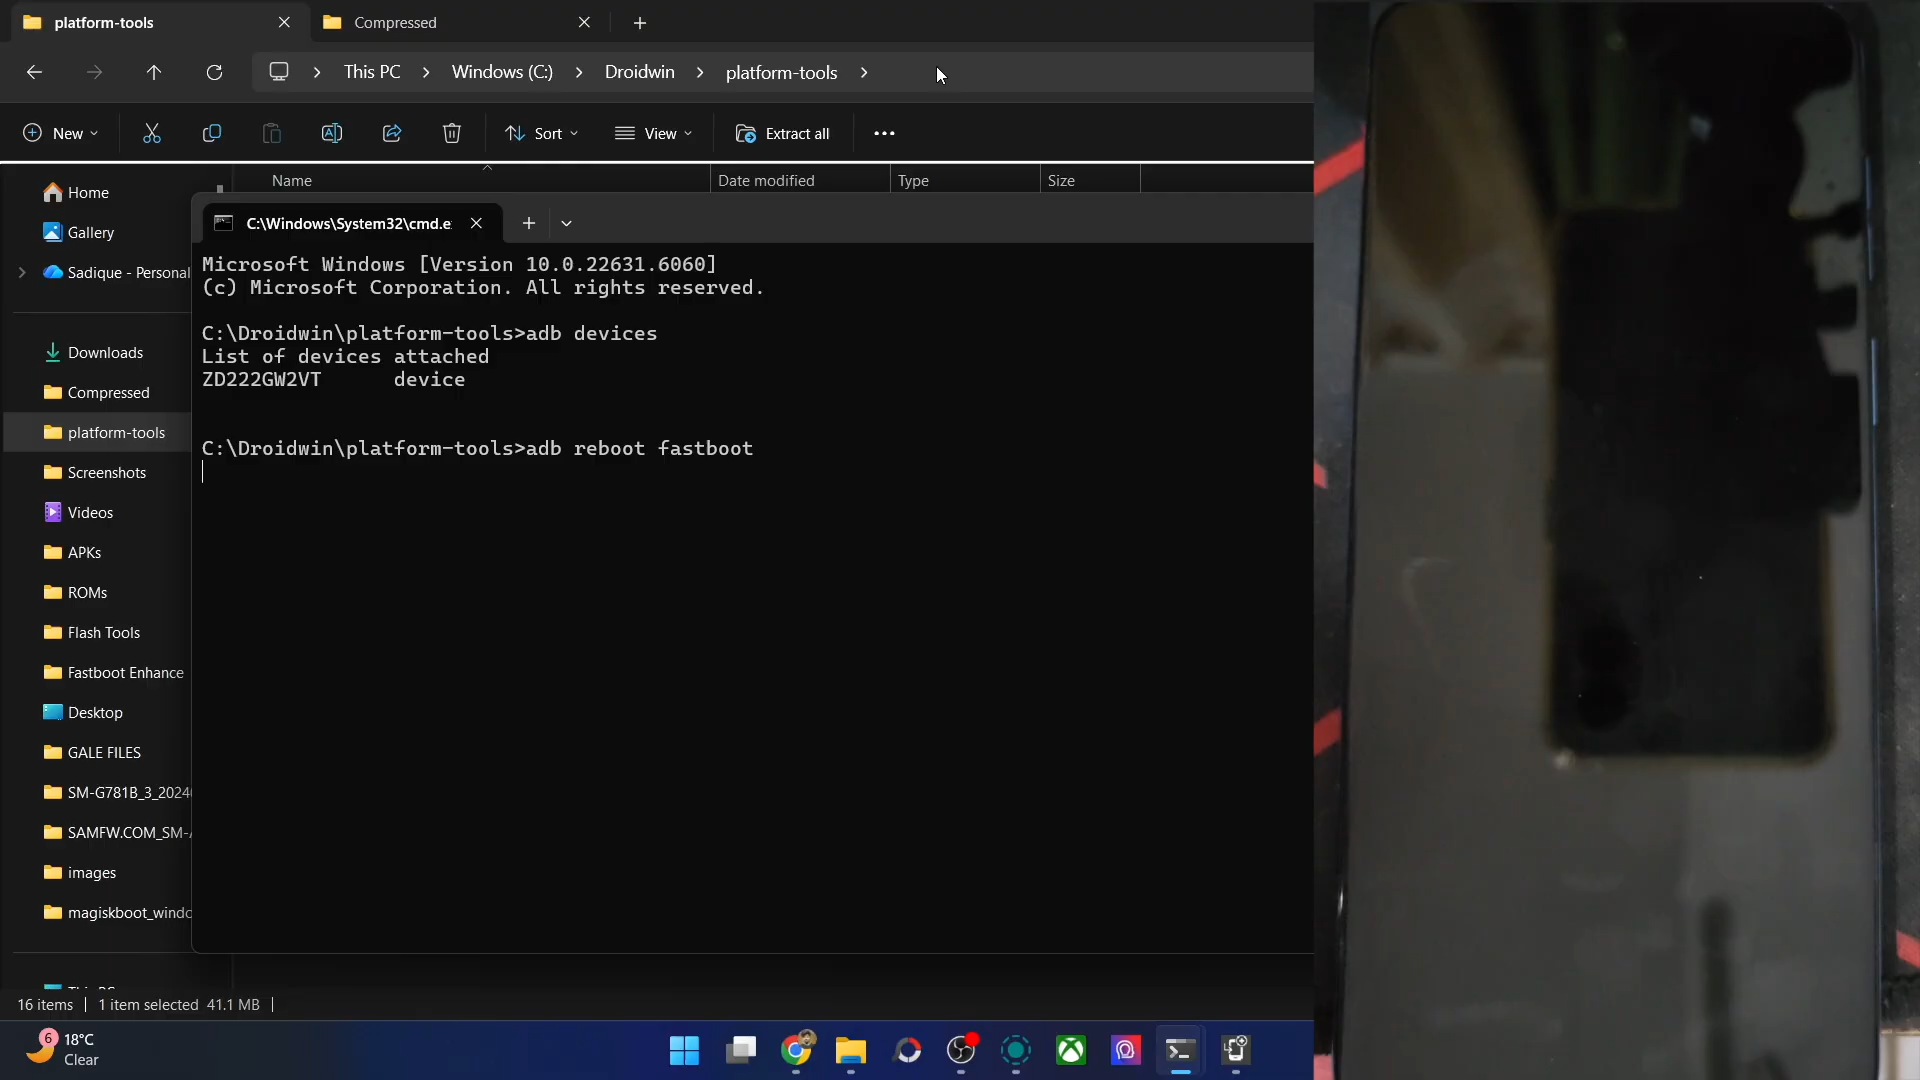 platform-tools
Compressed
This PC
Windows (C:)
Droidwin
platform-tools
New
Sort
View
Extract all
Name
Date modified
Type
Size
Home
Gallery
Sadique - Personal
Downloads
Compressed
platform-tools
Screenshots
Videos
APKs
ROMs
Flash Tools
Fastboot Enhance
Desktop
GALE FILES
SM-G781B_3_2024
SAMFW.COM_SM-
images
magiskboot_windo
C:\Windows\System32\cmd.e
Microsoft Windows [Version 10.0.22631.6060]
(c) Microsoft Corporation. All rights reserved.
C:\Droidwin\platform-tools>adb devices
List of devices attached
ZD222GW2VT      device
C:\Droidwin\platform-tools>adb reboot fastboot
16 items
1 item selected 41.1 MB
6
18°C
Clear